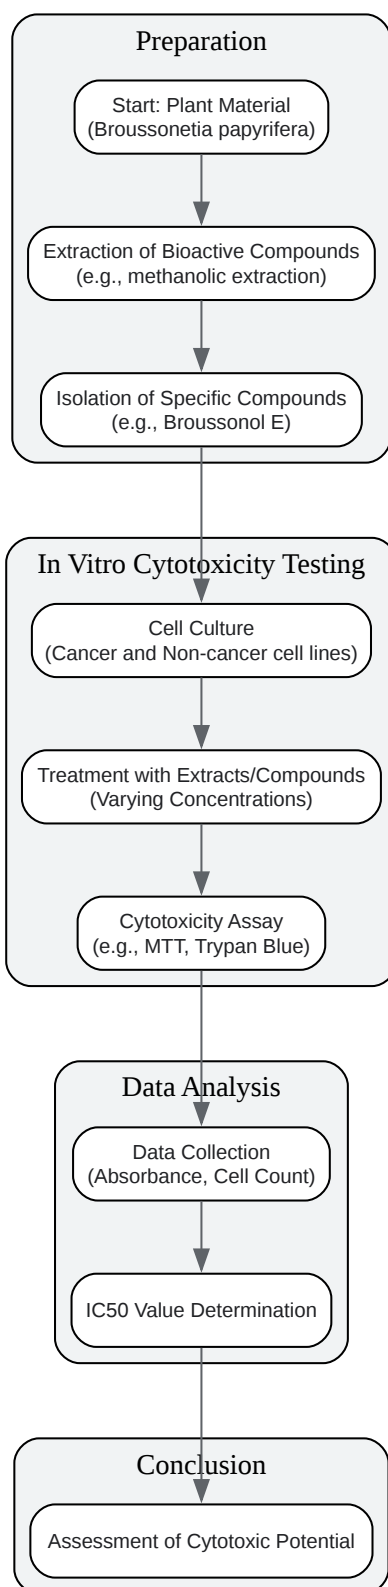 Preparation
Start: Plant Material
(Broussonetia papyrifera)
Extraction of Bioactive Compounds
(e.g., methanolic extraction)
Isolation of Specific Compounds
(e.g., Broussonol E)
In Vitro Cytotoxicity Testing
Cell Culture
(Cancer and Non-cancer cell lines)
Treatment with Extracts/Compounds
(Varying Concentrations)
Cytotoxicity Assay
(e.g., MTT, Trypan Blue)
Data Analysis
Data Collection
(Absorbance, Cell Count)
IC50 Value Determination
Conclusion
Assessment of Cytotoxic Potential